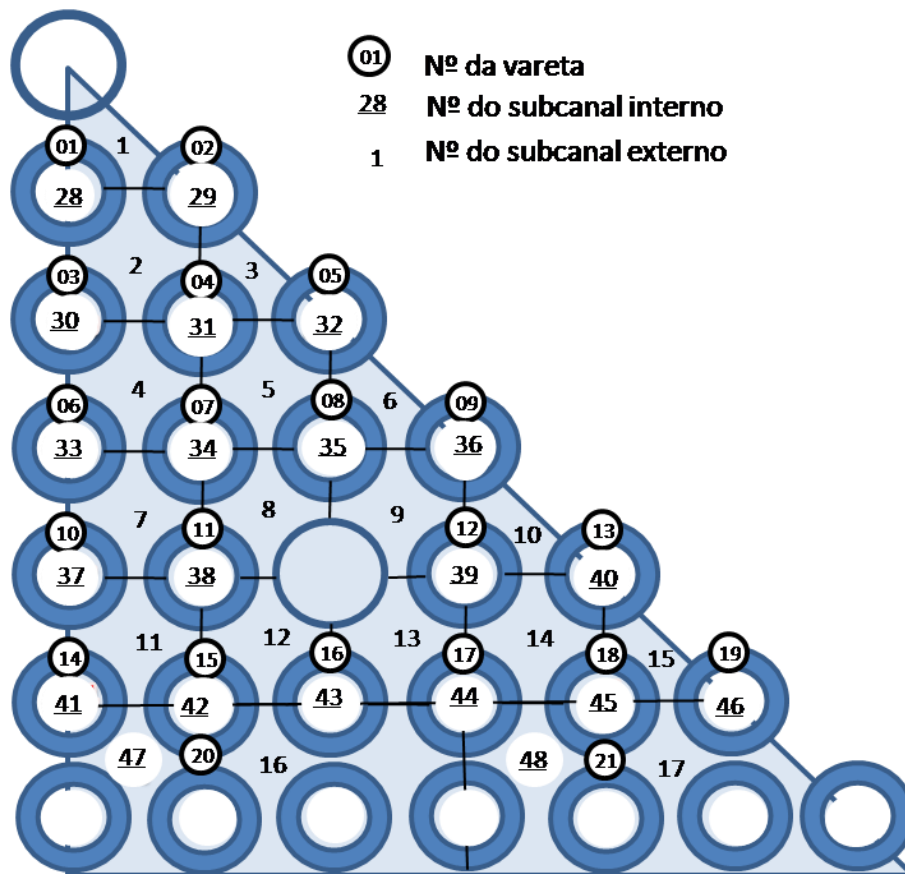 01 Nº da vareta
28 Nº do subcanal interno
1 Nº do subcanal externo
01 1 02
28 29
03 2 04 3 05
30 31 32
06 4 07 5 08 6 09
33 34 35 36
10 7 11 8 9 12 10 13
37 38 39 40
14 11 15 12 16 13 17 14 18 15 19
41 42 43 44 45 46
47 20 16 48 21 17